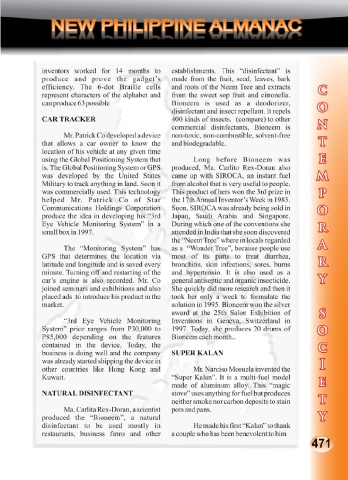 NEW PHILIPPINE ALMANAC
inventors worked for 14 months to
produce and prove the gadget's
efficiency. The 6-dot Braille cells
represent characters of the alphabet and
can produce 63 possible
CAR TRACKER
Mr. Patrick Co developed a device
that allows a car owner to know the
location of his vehicle at any given time
using the Global Positioning System that
is. The Global Positioning System or GPS
was developed by the United States
Military to track anything in land. Soon it
was commercially used. This technology
helped Mr. Patrick Co of Star
Communications Holdings Corporation
produce the idea in developing his "3rd
Eye Vehicle Monitoring System" in a
small box in 1997.
The "Monitoring System" has
GPS that determines the location via
latitude and longitude and is saved every
minute. Turning off and restarting of the
car's engine is also recorded. Mr. Co
joined seminars and exhibitions and also
placed ads to introduce his product in the
market.
"3rd Eye Vehicle Monitoring
System" price ranges from P30,000 to
P85,000 depending on the features
contained in the device. Today, the
business is doing well and the company
was already started shipping the device in
other countries like Hong Kong and
Kuwait.
NATURAL DISINFECTANT
Ma. Carlita Rex-Doran, a scientist
produced the "Bioneem", a natural
disinfectant to be used mostly in
restaurants, business firms and other
establishments. This "disinfectant" is
made from the fruit, seed, leaves, bark
and roots of the Neem Tree and extracts
from the sweet sop fruit and citronella.
Bioneem is used as a deodorizer,
disinfectant and insect repellant. It repels
400 kinds of insects. (compare) to other
commercial disinfectants, Bioneem is
non-toxic, non-combustible, solvent-free
and biodegradable.
Long before Bioneem was
produced, Ma. Carlito Rex-Doran also
came up with SIROCA, an instant fuel
from alcohol that is very useful to people.
This product of hers won the 3rd prize in
the 17th Annual Inventor's Week in 1983.
Soon, SIROCA was already being sold in
Japan, Saudi Arabia and Singapore.
During which one of the conventions she
attended in India that she soon discovered
the "Neem Tree" where in locals regarded
as a "Wonder Tree", because people use
most of its parts to treat diarrhea,
bronchitis, skin infections, sores, burns
and hypertension. It is also used as a
general antiseptic and organic insecticide.
She quickly did more research and then it
took her only a week to formulate the
solution in 1995. Bioneem won the silver
award at the 25th Salon Exhibition of
Inventions in Geneva, Switzerland in
1997. Today, she produces 20 drums of
Bioneem each month..
SUPER KALAN
Mr. Narciso Mosuela invented the
"Super Kalan". It is a multi-fuel model
made of aluminum alloy. This "magic
stove" uses anything for fuel but produces
neither smoke nor carbon deposits to stain
pots and pans.
He made his first "Kalan" to thank
a couple who has been benevolent to him
CONTEMPORARY SOCIETY
471